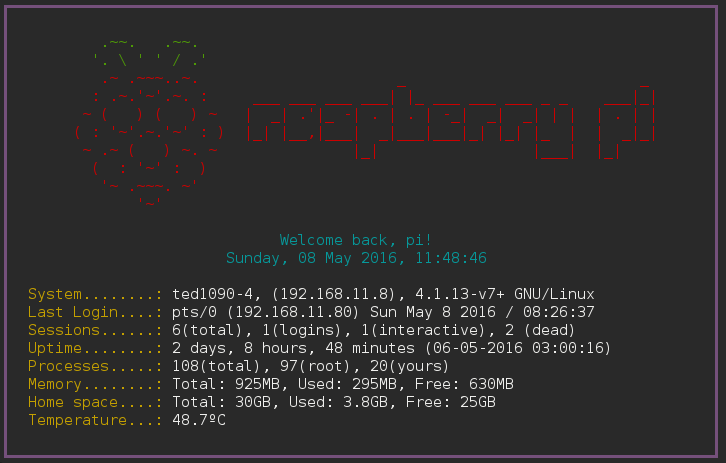 raspberry pi
Welcome back, pi!
Sunday, 08 May 2016, 11:48:46
System........: ted1090-4, (192.168.11.8), 4.1.13-v7+ GNU/Linux
Last Login....: pts/0 (192.168.11.80) Sun May 8 2016 / 08:26:37
Sessions......: 6(total), 1(logins), 1(interactive), 2 (dead)
Uptime........: 2 days, 8 hours, 48 minutes (06-05-2016 03:00:16)
Processes.....: 108(total), 97(root), 20(yours)
Memory........: Total: 925MB, Used: 295MB, Free: 630MB
Home space....: Total: 30GB, Used: 3.8GB, Free: 25GB
Temperature...: 48.7ºC